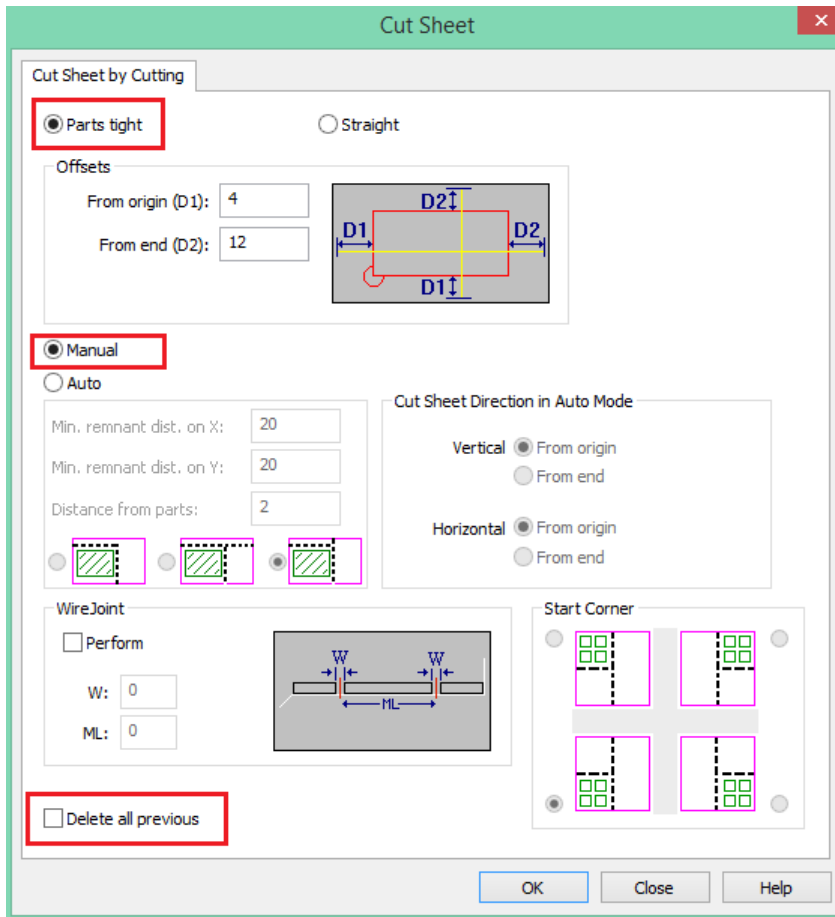 Cut Sheet
Cut Sheet by Cutting
Parts tight
Straight
Offsets
From origin (D1): 4
From end (D2): 12
D2
D1
D2
D1
Manual
Auto
Min. remnant dist. on X: 20
Min. remnant dist. on Y: 20
Distance from parts: 2
Cut Sheet Direction in Auto Mode
Vertical From origin
From end
Horizontal From origin
From end
WireJoint
Perform
W: 0
ML: 0
W W
ML
Start Corner
Delete all previous
OK Close Help